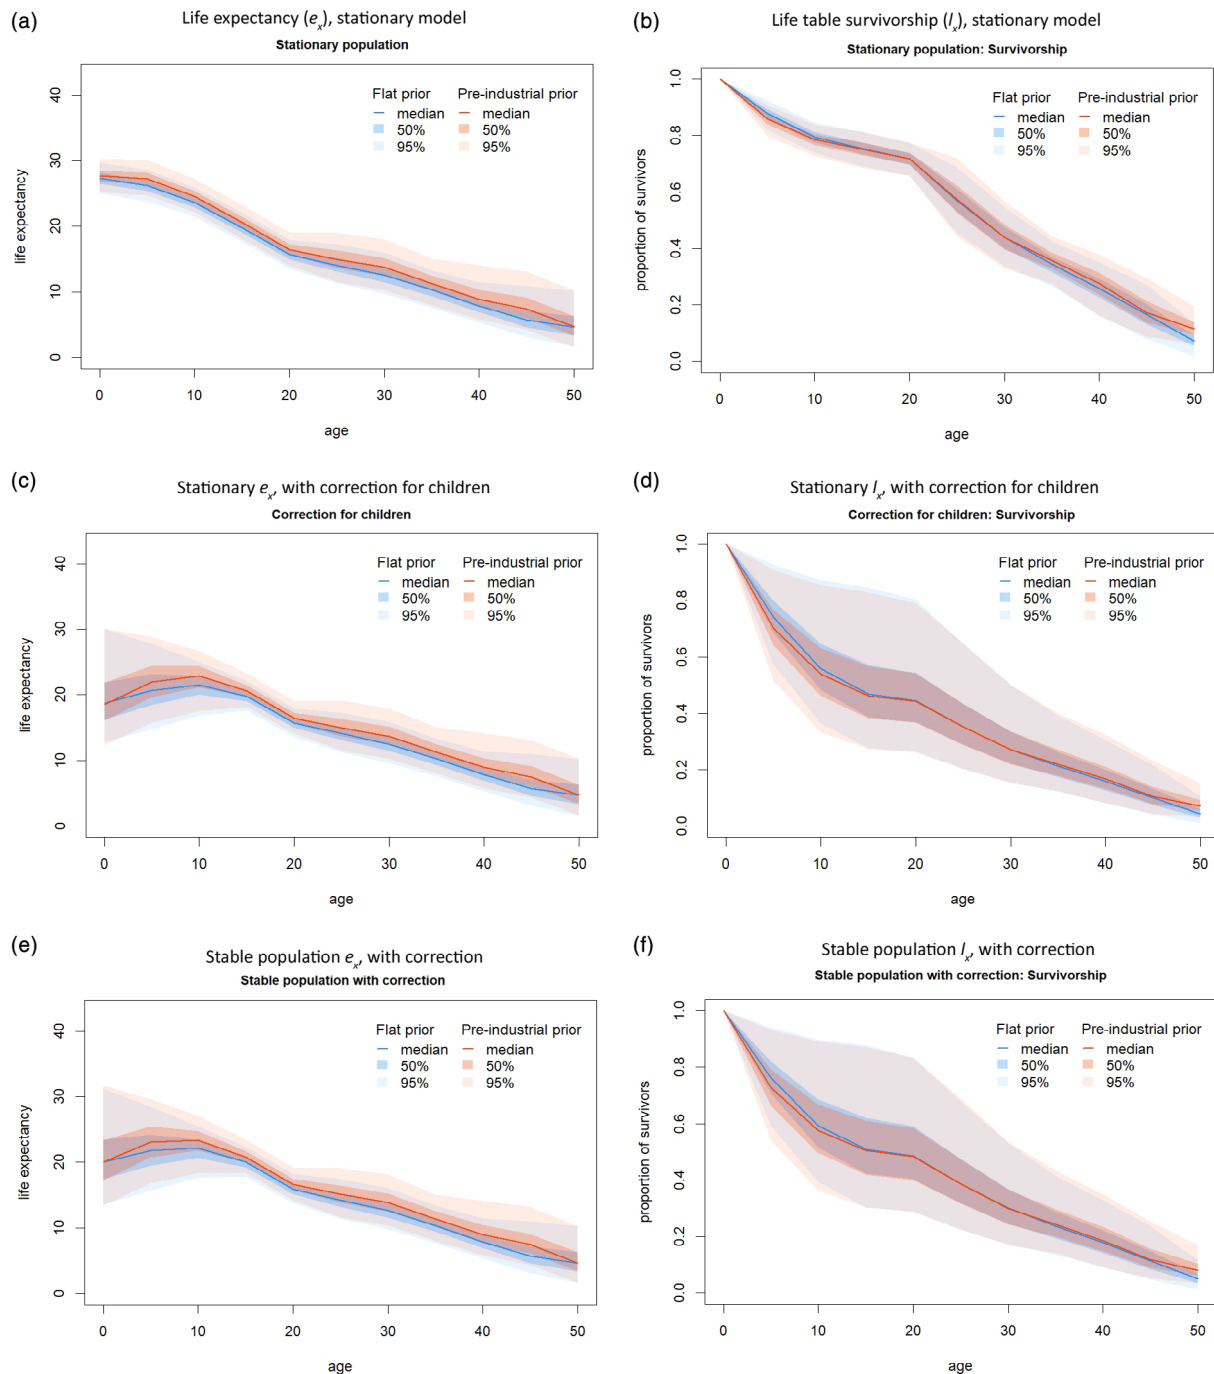 (a)
Life expectancy (eₓ), stationary model
Stationary population
life expectancy
40
30
20
10
0
Flat prior Pre-industrial prior
median median
50% 50%
95% 95%
0 10 20 30 40 50
age
(b)
Life table survivorship (lₓ), stationary model
Stationary population: Survivorship
proportion of survivors
1.0
0.8
0.6
0.4
0.2
0.0
Flat prior Pre-industrial prior
median median
50% 50%
95% 95%
0 10 20 30 40 50
age
(c)
Stationary eₓ, with correction for children
Correction for children
life expectancy
40
30
20
10
0
Flat prior Pre-industrial prior
median median
50% 50%
95% 95%
0 10 20 30 40 50
age
(d)
Stationary lₓ, with correction for children
Correction for children: Survivorship
proportion of survivors
1.0
0.8
0.6
0.4
0.2
0.0
Flat prior Pre-industrial prior
median median
50% 50%
95% 95%
0 10 20 30 40 50
age
(e)
Stable population eₓ, with correction
Stable population with correction
life expectancy
40
30
20
10
0
Flat prior Pre-industrial prior
median median
50% 50%
95% 95%
0 10 20 30 40 50
age
(f)
Stable population lₓ, with correction
Stable population with correction: Survivorship
proportion of survivors
1.0
0.8
0.6
0.4
0.2
0.0
Flat prior Pre-industrial prior
median median
50% 50%
95% 95%
0 10 20 30 40 50
age